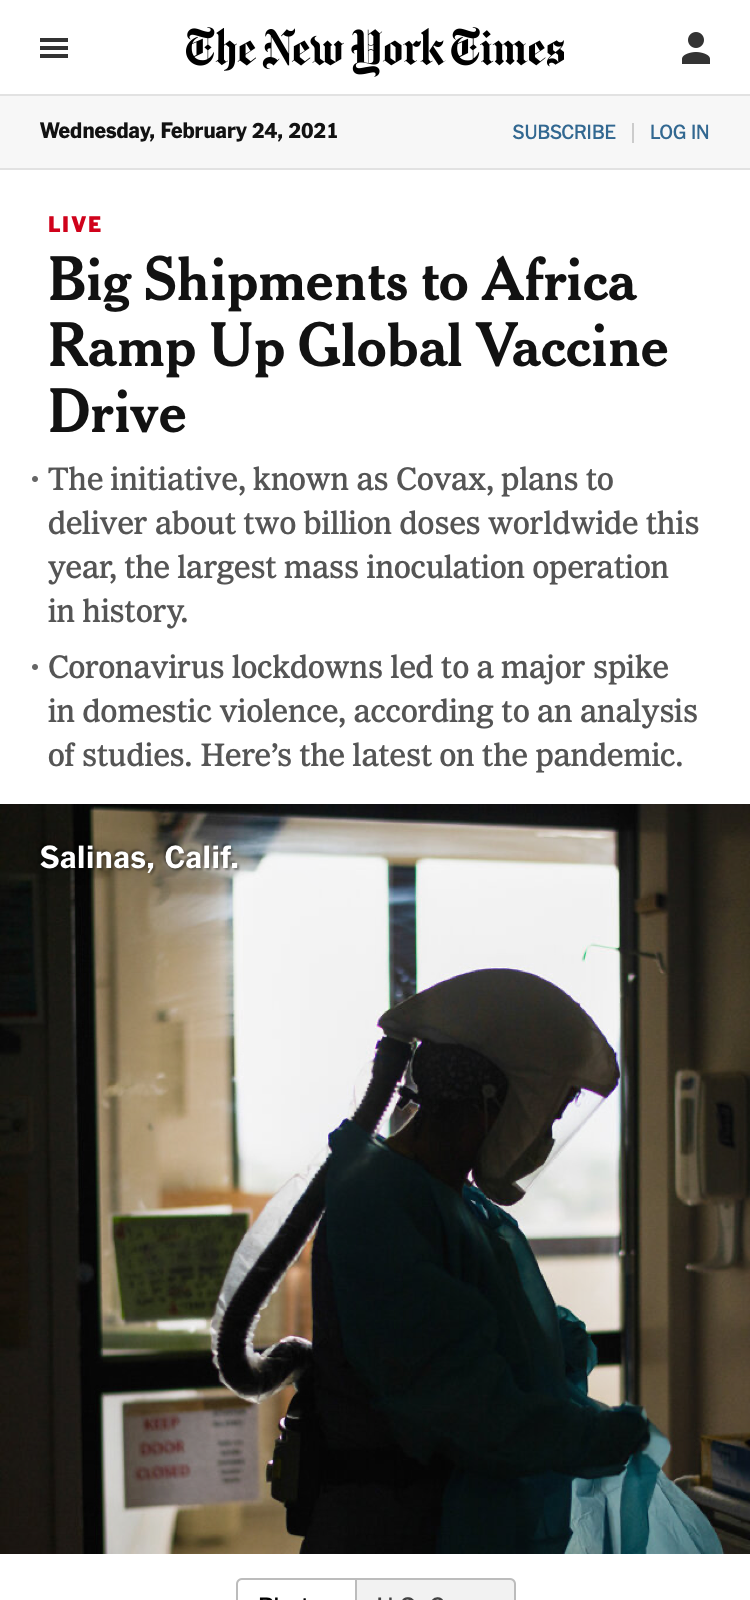 The New York Times
Wednesday, February 24, 2021
SUBSCRIBE | LOG IN
LIVE
Big Shipments to Africa
Ramp Up Global Vaccine
Drive
• The initiative, known as Covax, plans to
deliver about two billion doses worldwide this
year, the largest mass inoculation operation
in history.
• Coronavirus lockdowns led to a major spike
in domestic violence, according to an analysis
of studies. Here’s the latest on the pandemic.
Salinas, Calif.
KEEP
DOOR
CLOSED